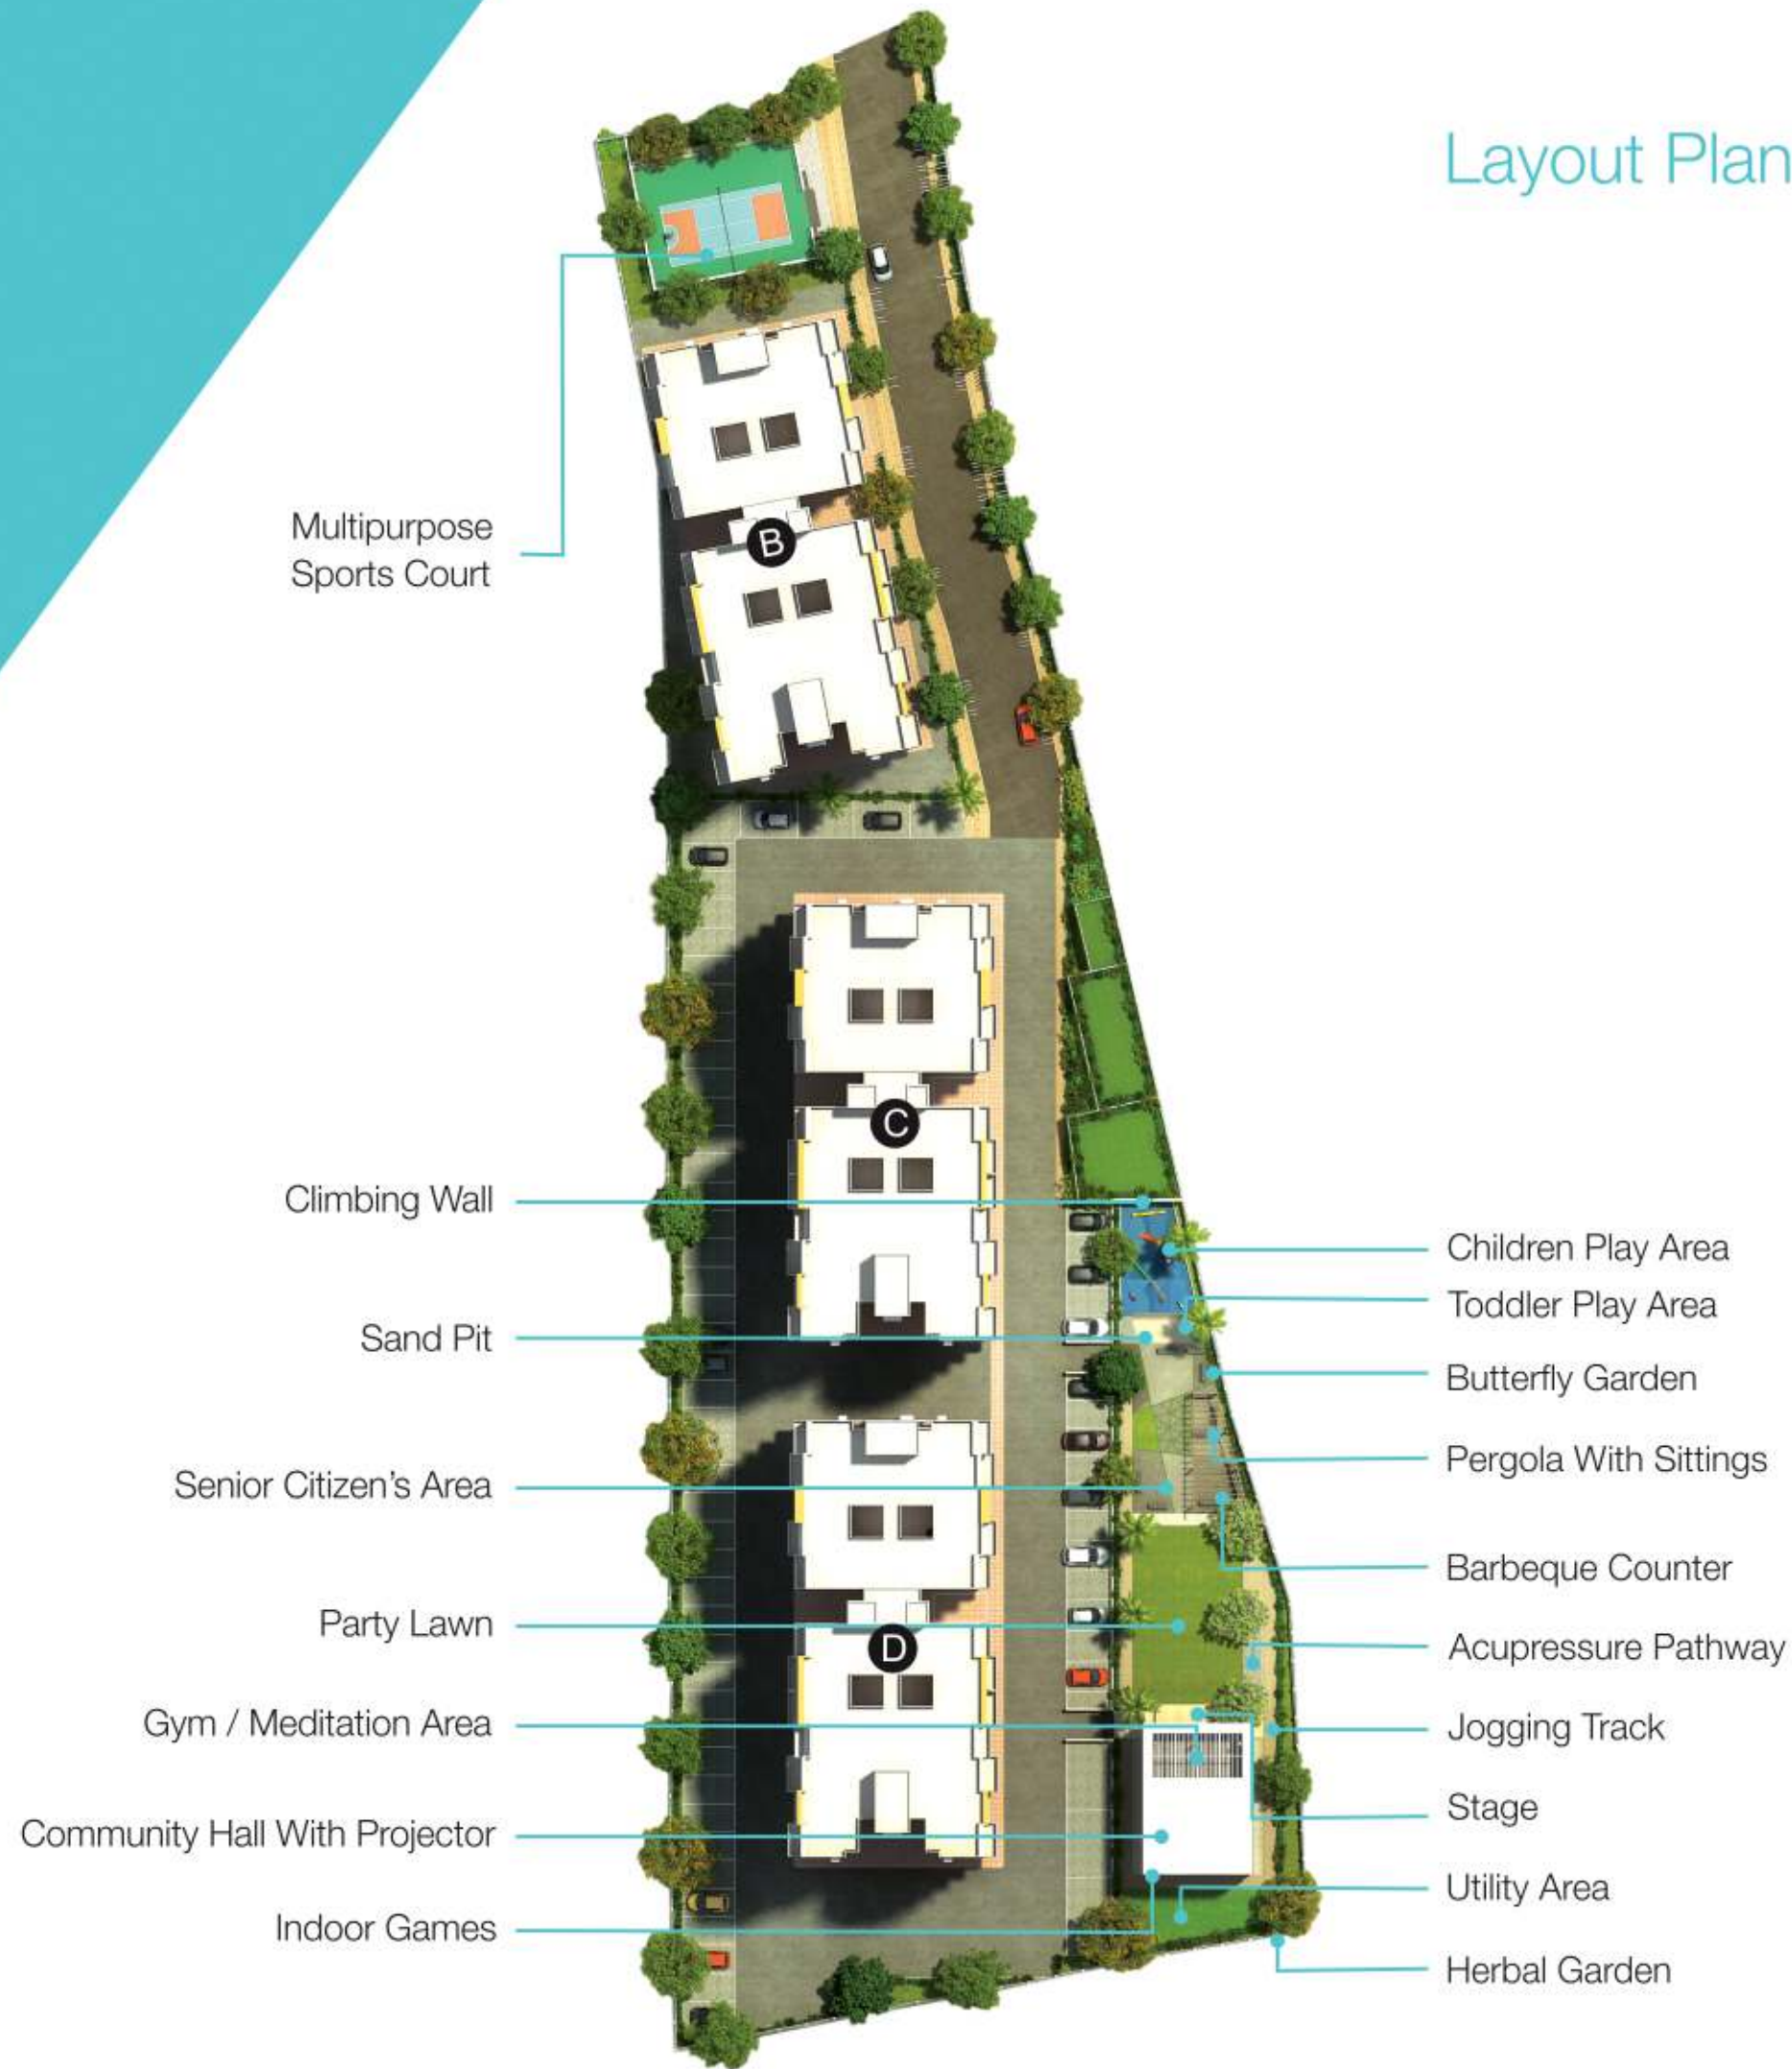 Layout Plan
Multipurpose
Sports Court
B
C
Climbing Wall
Sand Pit
Senior Citizen's Area
Party Lawn
D
Gym / Meditation Area
Community Hall With Projector
Indoor Games
Children Play Area
Toddler Play Area
Butterfly Garden
Pergola With Sittings
Barbeque Counter
Acupressure Pathway
Jogging Track
Stage
Utility Area
Herbal Garden